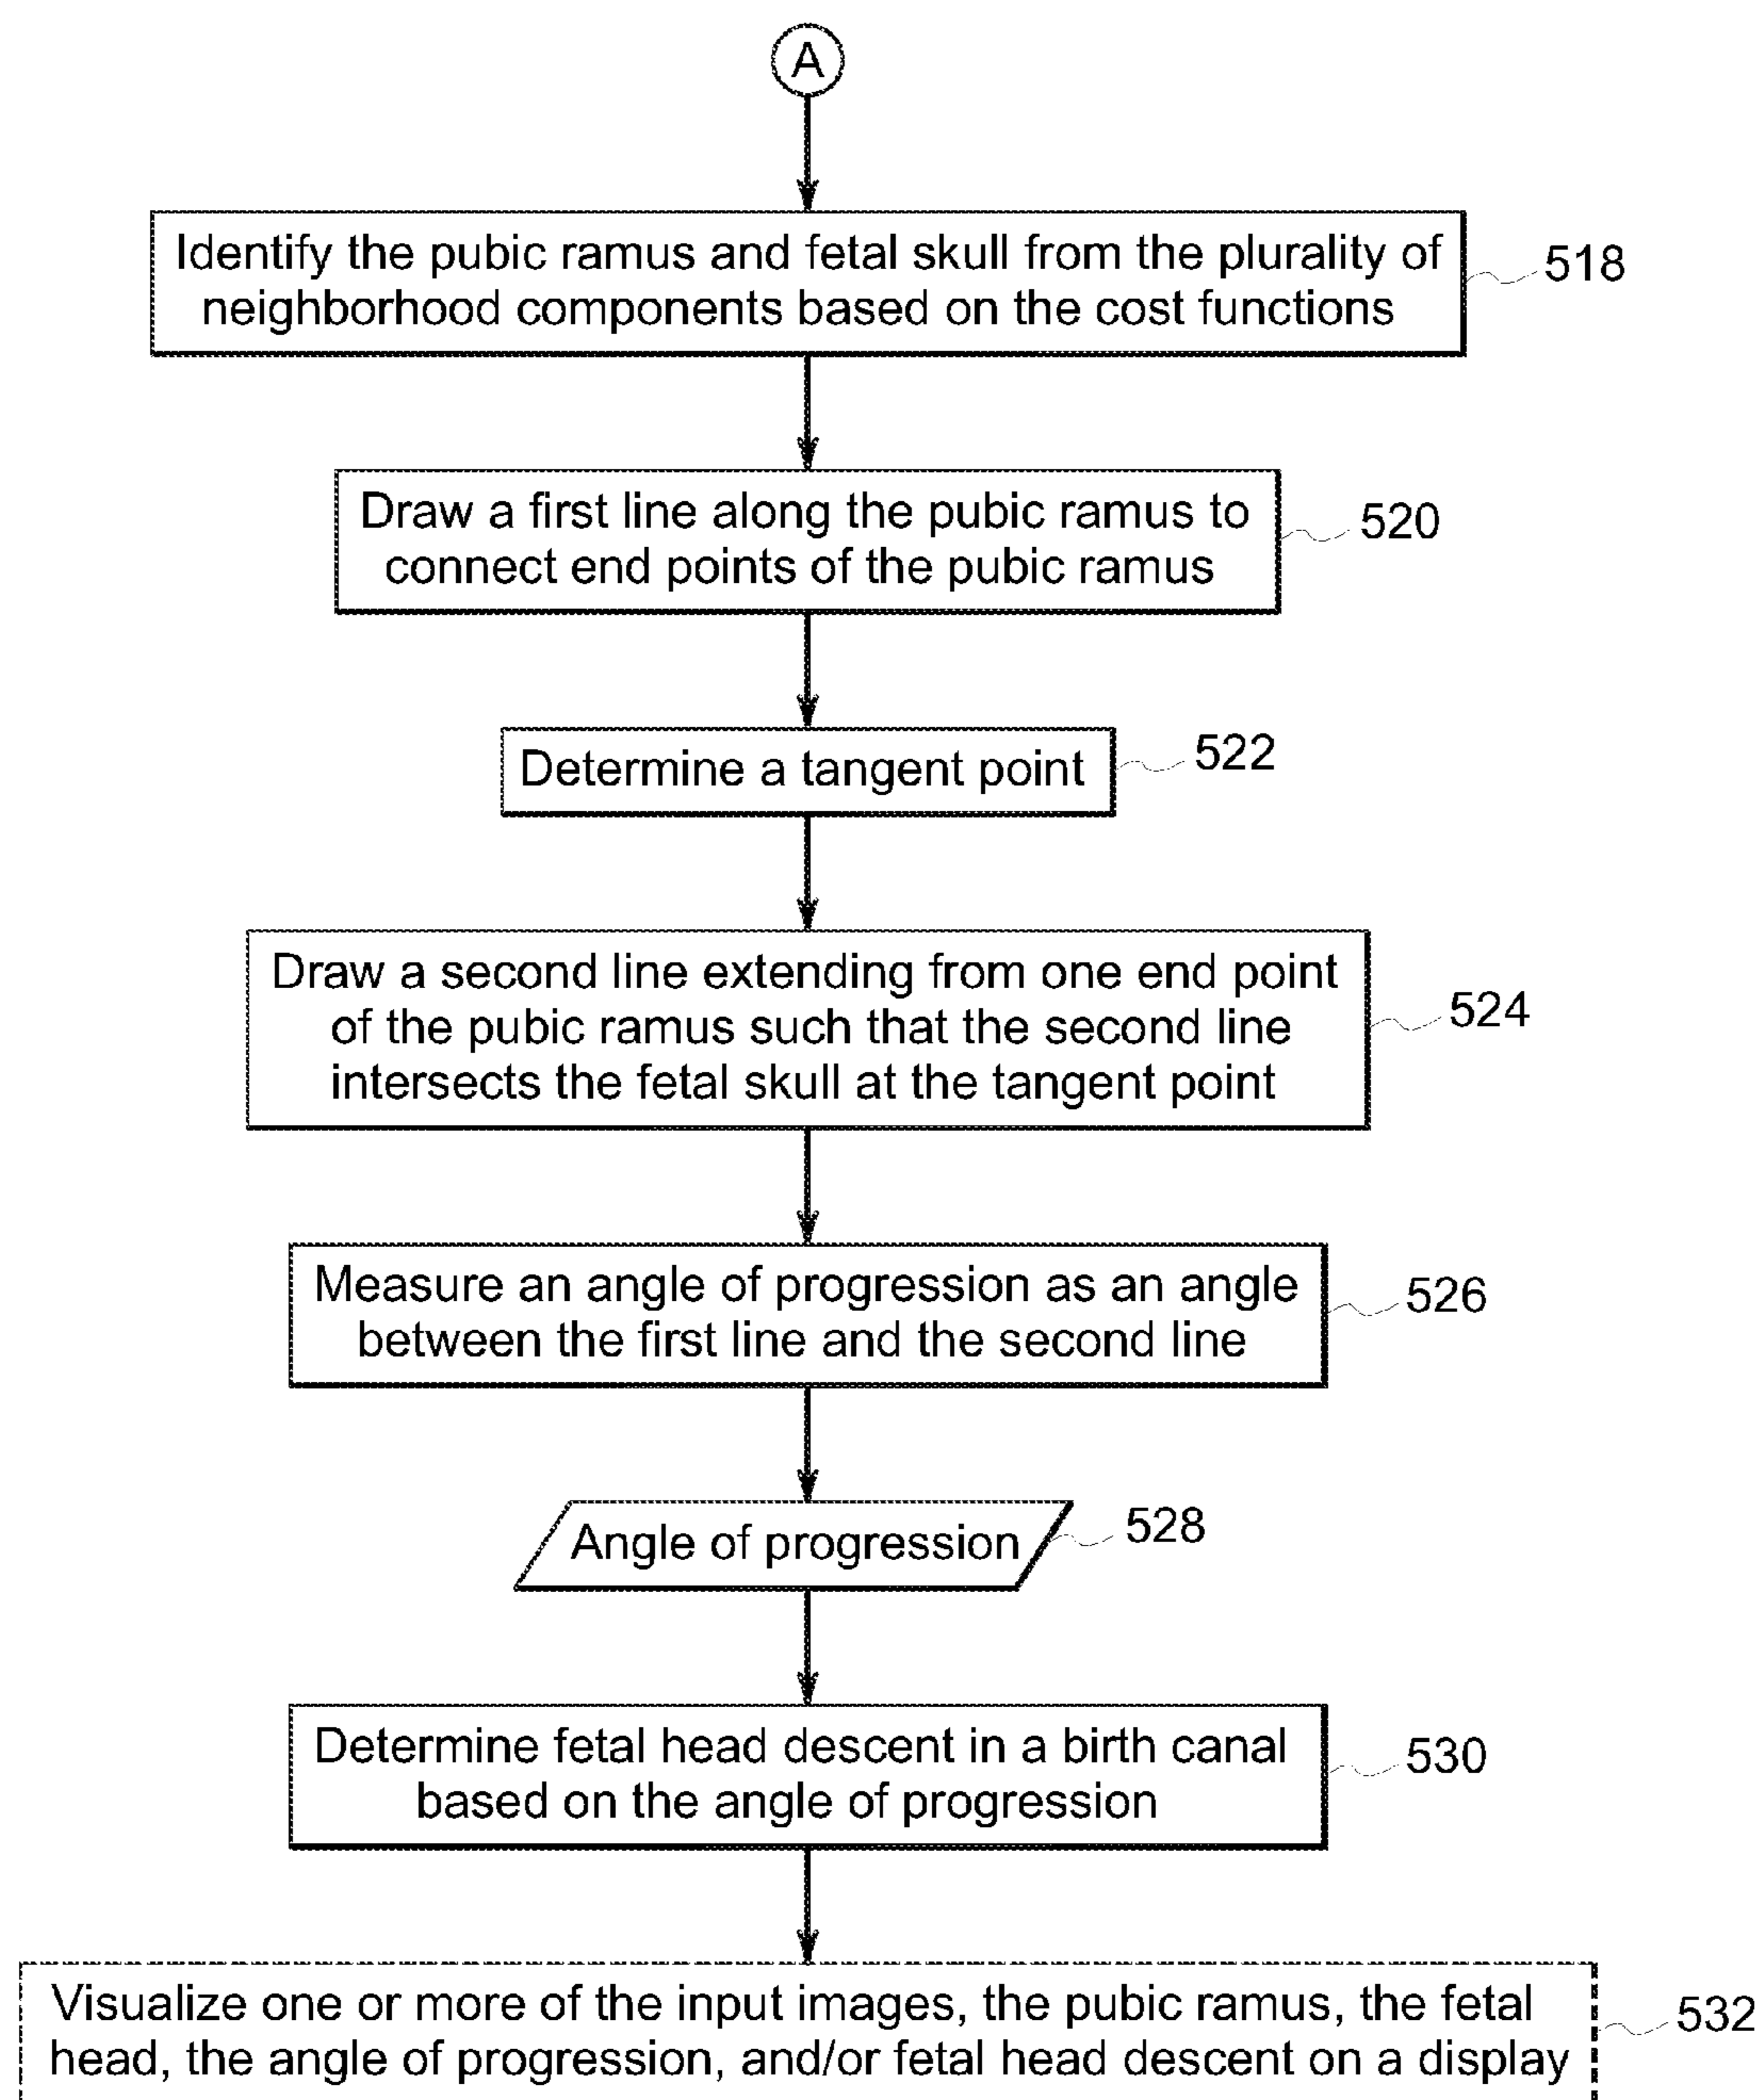 A
Identify the pubic ramus and fetal skull from the plurality of
neighborhood components based on the cost functions
518
Draw a first line along the pubic ramus to
connect end points of the pubic ramus
520
Determine a tangent point
522
Draw a second line extending from one end point
of the pubic ramus such that the second line
intersects the fetal skull at the tangent point
524
Measure an angle of progression as an angle
between the first line and the second line
526
Angle of progression
528
Determine fetal head descent in a birth canal
based on the angle of progression
530
Visualize one or more of the input images, the pubic ramus, the fetal
head, the angle of progression, and/or fetal head descent on a display
532